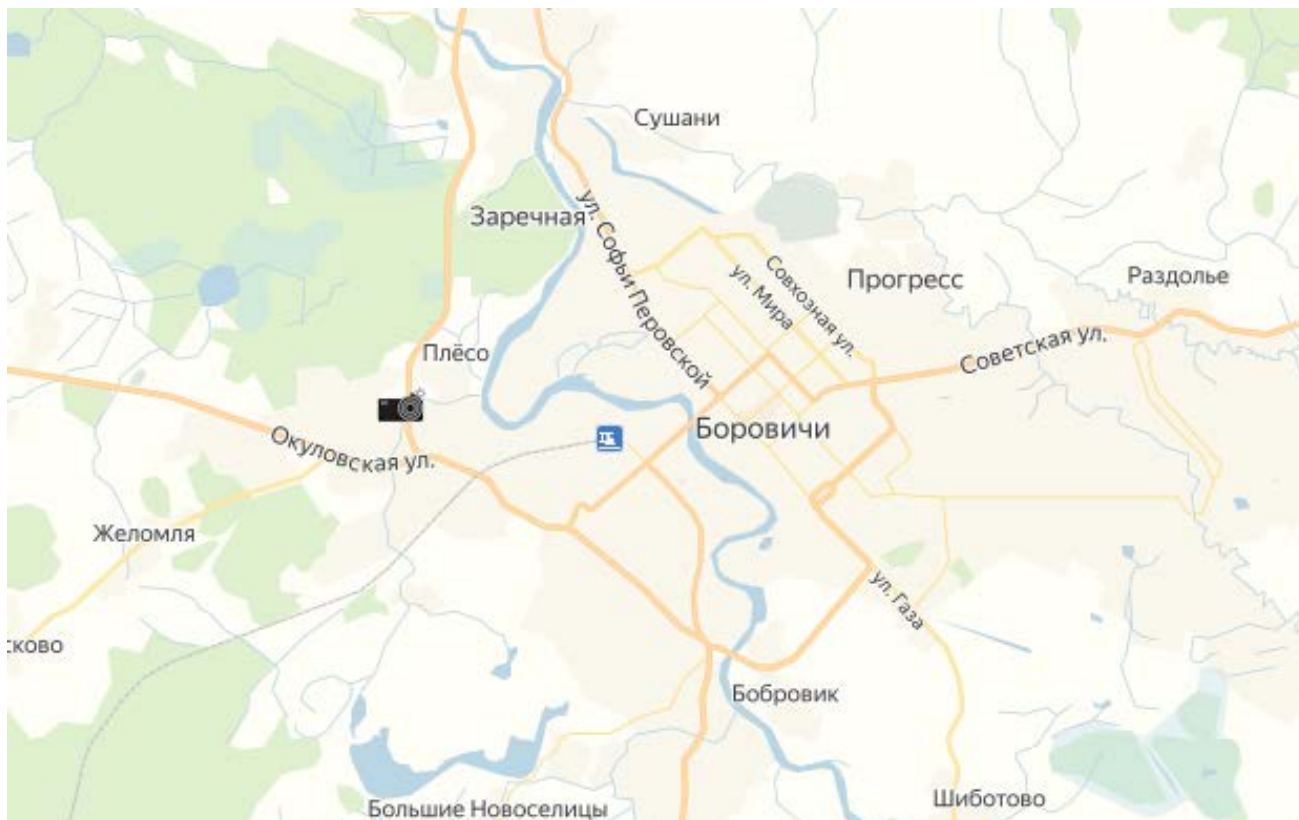 Сушани
Заречная
ул. Софьи Перовской
ул. Мира
Совхозная ул.
Прогресс
Раздолье
Плёсо
Советская ул.
Боровичи
Окуловская ул.
Желомля
ул. Газа
сково
Бобровик
Шиботово
Большие Новоселицы